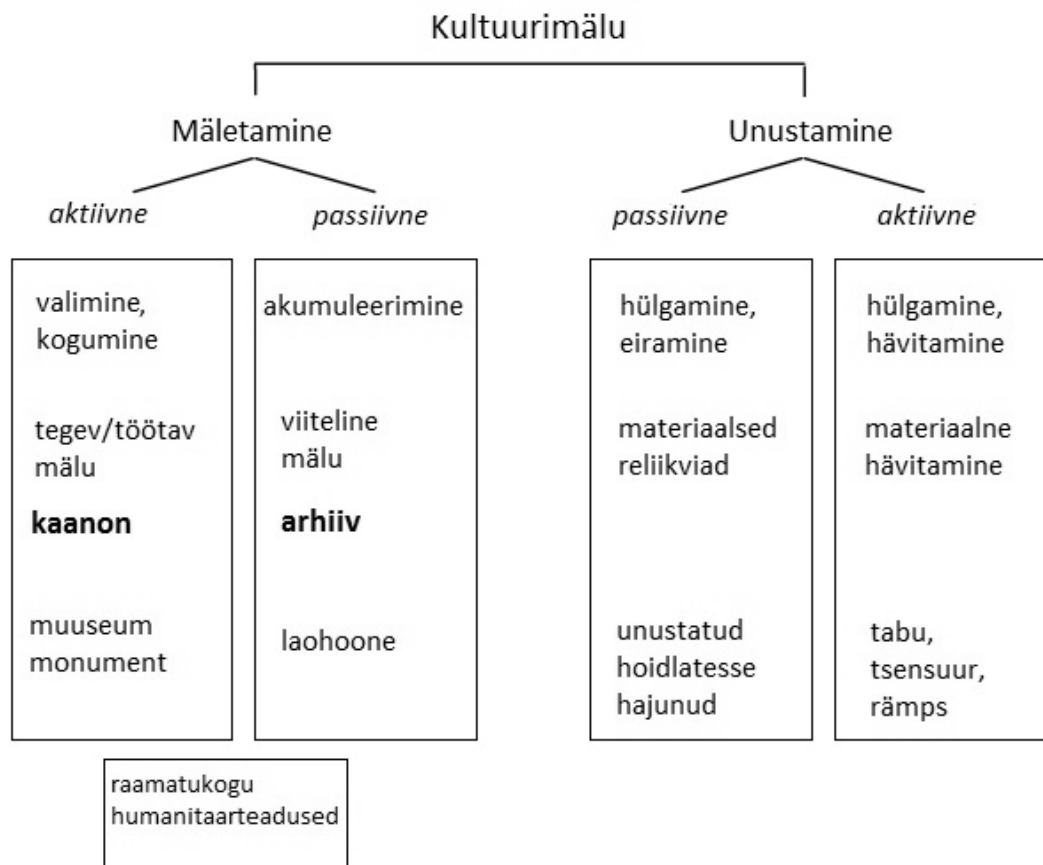 Kultuurimälu
Mäletamine
Unustamine
aktiivne
passiivne
passiivne
aktiivne
valimine,
kogumine
tegev/töötav
mälu
kaanon
muuseum
monument
akumuleerimine
viiteline
mälu
arhiiv
laohoone
hülgamine,
eiramine
materiaalsed
reliikviad
unustatud
hoidlatesse
hajunud
hülgamine,
hävitamine
materiaalne
hävitamine
tabu,
tsensuur,
rämps
raamatukogu
humanitaarteadused